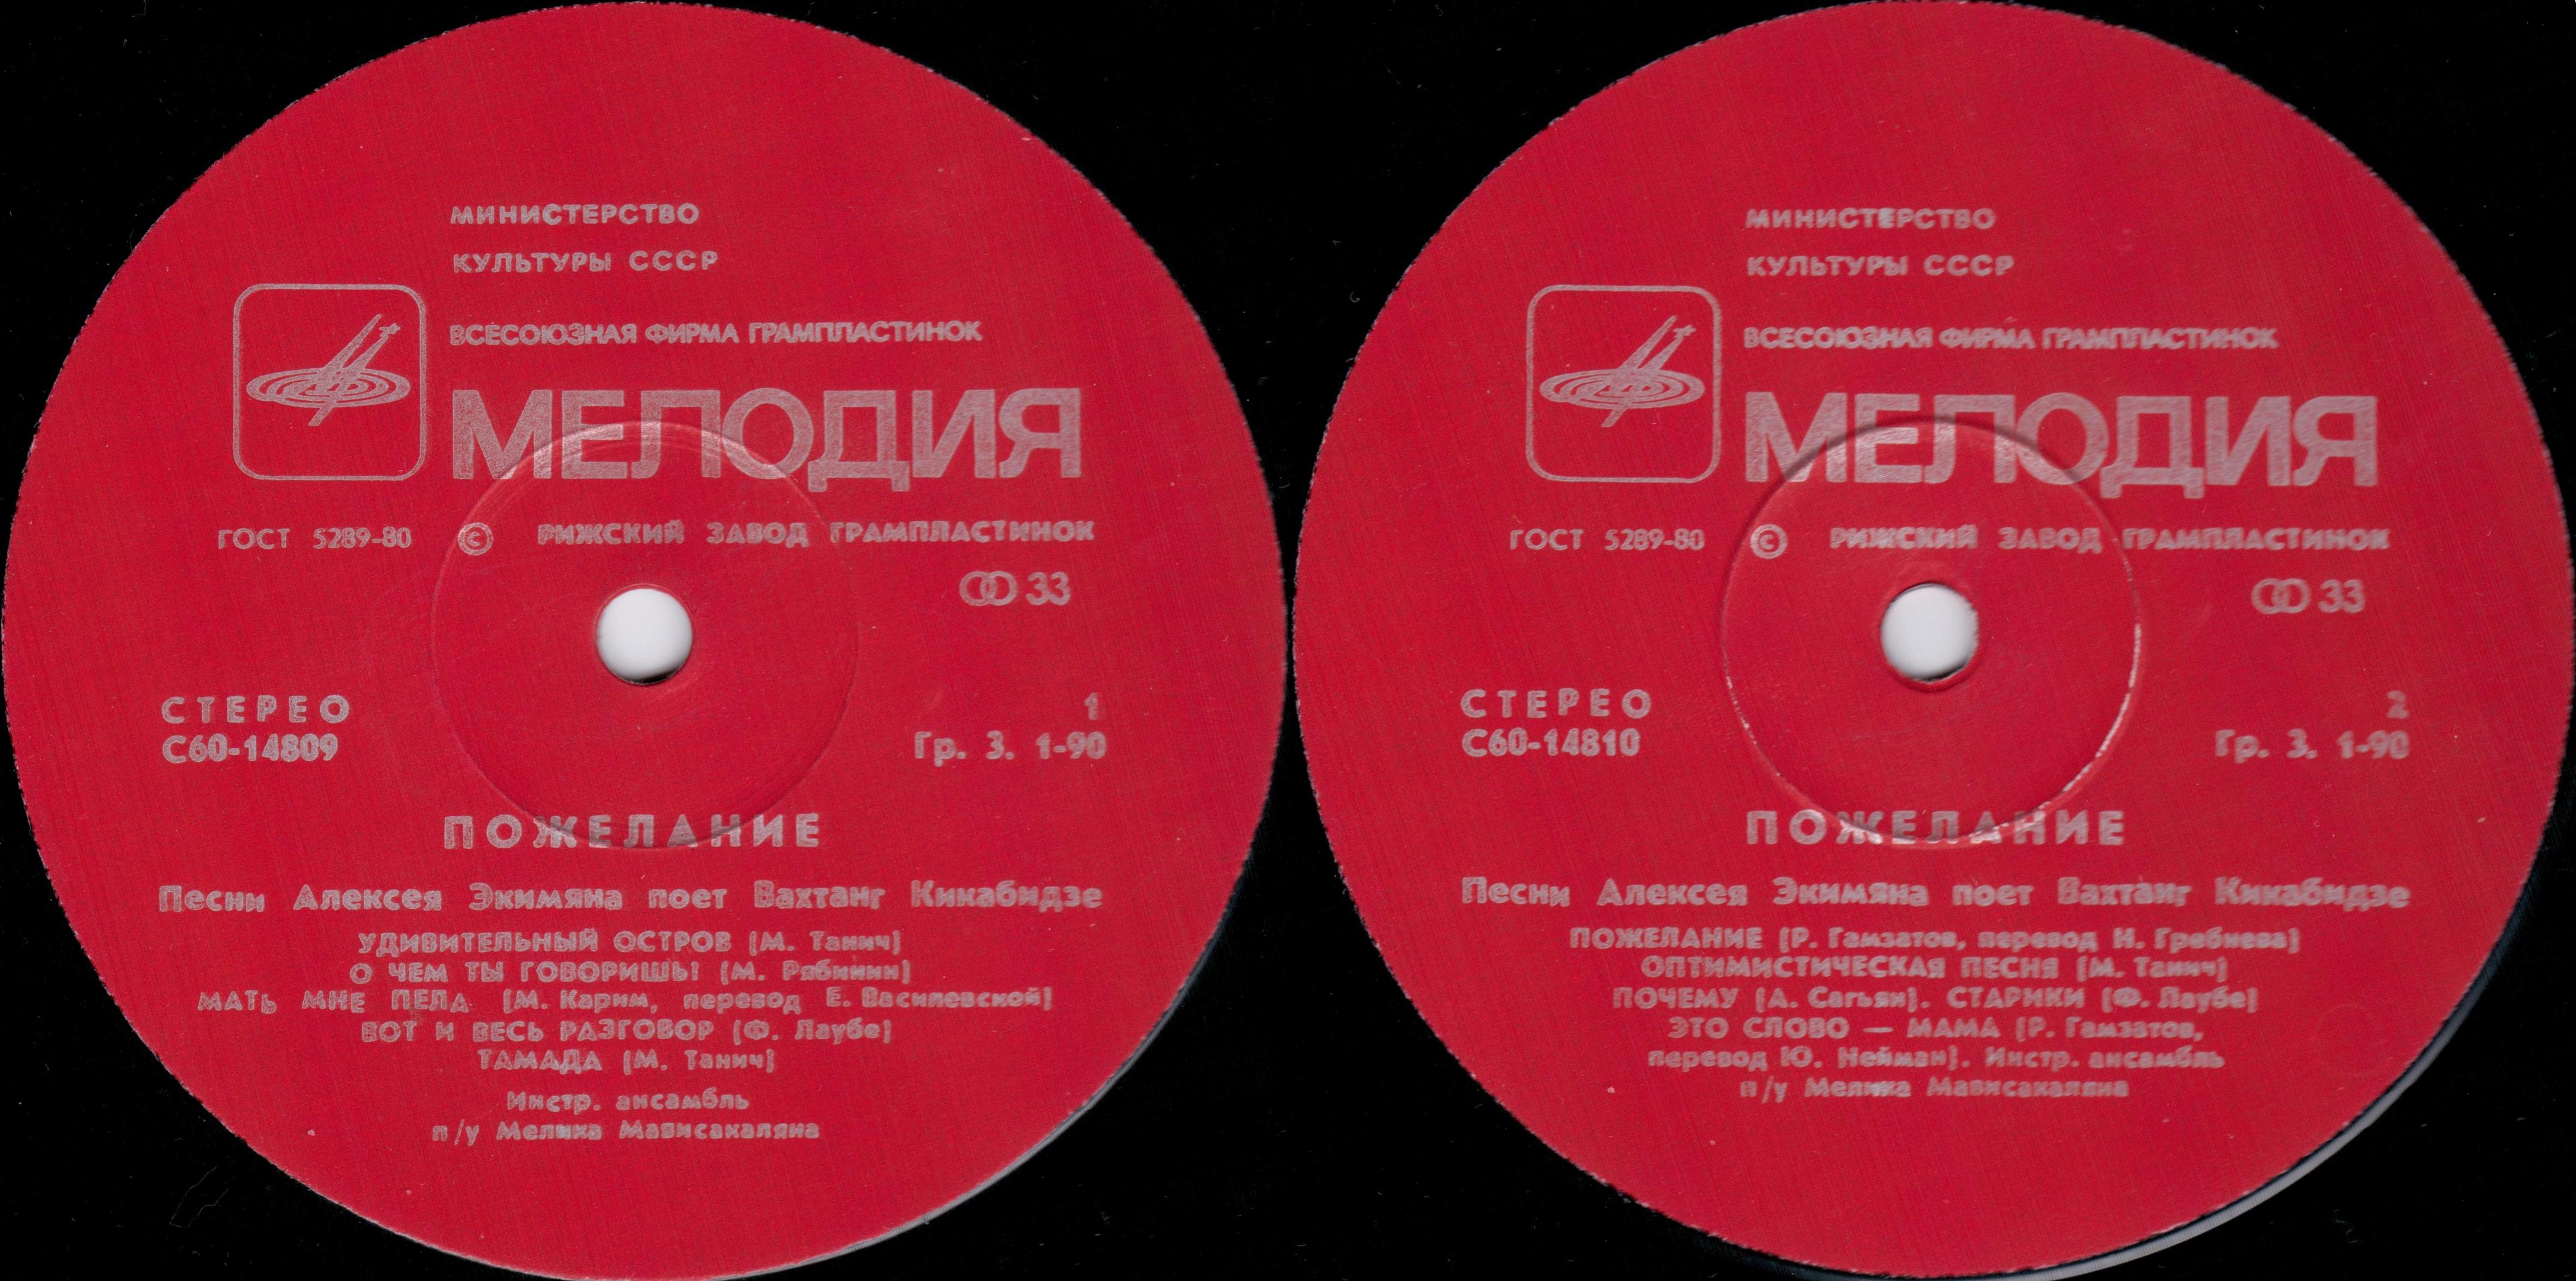 МИНИСТЕРСТВО
КУЛЬТУРЫ СССР
ВСЕСОЮЗНАЯ ФИРМА ГРАМПЛАСТИНОК
МЕЛОДИЯ
ГОСТ 5289-80 © РИЖСКИЙ ЗАВОД ГРАМПЛАСТИНОК
33
СТЕРЕО 1
С60-14809 Гр. 3. 1-90
ПОЖЕЛАНИЕ
Песни Алексея Экимяна поет Вахтанг Кикабидзе
УДИВИТЕЛЬНЫЙ ОСТРОВ (М. Танич)
О ЧЕМ ТЫ ГОВОРИШЬ! (М. Рябинин)
МАТЬ МНЕ ПЕЛА (М. Карим, перевод Е. Василевской)
ВОТ И ВЕСЬ РАЗГОВОР (Ф. Лаубе)
ТАМАДА (М. Танич)
Инстр. ансамбль
п/у Мелика Мависакаляна
МИНИСТЕРСТВО
КУЛЬТУРЫ СССР
ВСЕСОЮЗНАЯ ФИРМА ГРАМПЛАСТИНОК
МЕЛОДИЯ
ГОСТ 5289-80 © РИЖСКИЙ ЗАВОД ГРАМПЛАСТИНОК
33
СТЕРЕО 2
С60-14810 Гр. 3. 1-90
ПОЖЕЛАНИЕ
Песни Алексея Экимяна поет Вахтанг Кикабидзе
ПОЖЕЛАНИЕ (Р. Гамзатов, перевод Н. Гребнева)
ОПТИМИСТИЧЕСКАЯ ПЕСНЯ (М. Танич)
ПОЧЕМУ (А. Сагьян). СТАРИКИ (Ф. Лаубе)
ЭТО СЛОВО — МАМА (Р. Гамзатов,
перевод Ю. Нейман). Инстр. ансамбль
п/у Мелика Мависакаляна